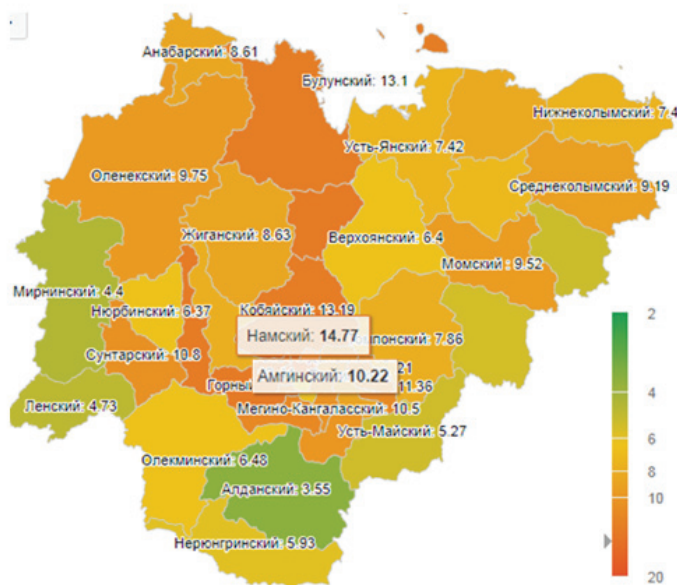 Анабарский: 8.61
Булунский: 13.1
Нижнеколымский: 7.4
Усть-Янский: 7.42
Оленекский: 9.75
Среднеколымский: 9.19
Жиганский: 8.63
Верхоянский: 6.4
Момский: 9.52
Мирнинский: 4.4
Нюрбинский: 6.37
Кобяйский: 13.19
Намский: 14.77
7.86
Сунтарский: 10.8
Амгинский: 10.22
21
11.36
Горный
Мегино-Кангаласский: 10.5
Ленский: 4.73
Усть-Майский: 5.27
Олекминский: 6.48
Алданский: 3.55
Нерюнгринский: 5.93
2
4
6
8
10
20